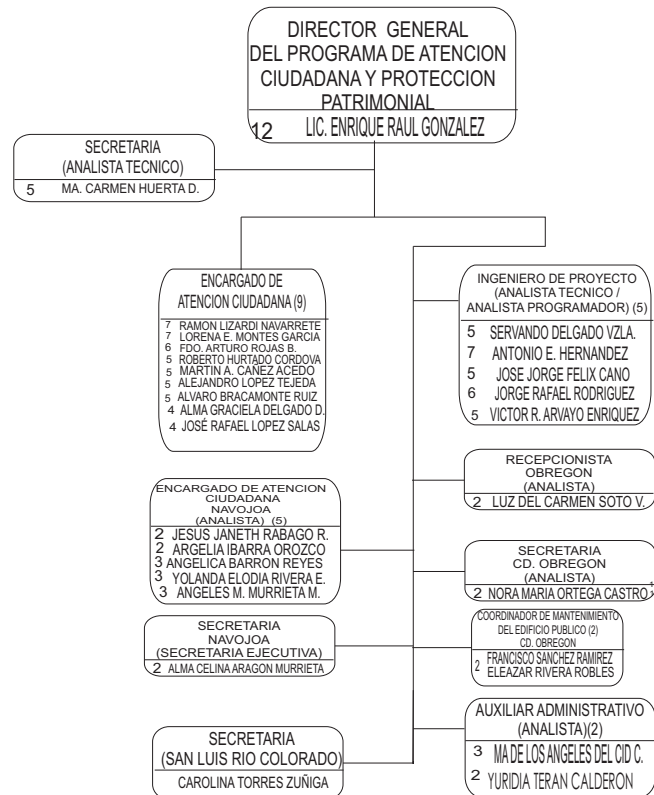 DIRECTOR GENERAL
DEL PROGRAMA DE ATENCION
CIUDADANA Y PROTECCION
PATRIMONIAL
12 LIC. ENRIQUE RAUL GONZALEZ
SECRETARIA
(ANALISTA TECNICO)
5 MA. CARMEN HUERTA D.
ENCARGADO DE
ATENCION CIUDADANA (9)
7 RAMON LIZARDI NAVARRETE
7 LORENA E. MONTES GARCIA
6 FDO. ARTURO ROJAS B.
5 ROBERTO HURTADO CORDOVA
5 MARTIN A. CAÑEZ ACEDO
5 ALEJANDRO LOPEZ TEJEDA
5 ALVARO BRACAMONTE RUIZ
4 ALMA GRACIELA DELGADO D.
4 JOSÉ RAFAEL LOPEZ SALAS
INGENIERO DE PROYECTO
(ANALISTA TECNICO /
ANALISTA PROGRAMADOR) (5)
5 SERVANDO DELGADO VZLA.
7 ANTONIO E. HERNANDEZ
5 JOSE JORGE FELIX CANO
6 JORGE RAFAEL RODRIGUEZ
5 VICTOR R. ARVAYO ENRIQUEZ
RECEPCIONISTA
OBREGON
(ANALISTA)
2 LUZ DEL CARMEN SOTO V.
ENCARGADO DE ATENCION
CIUDADANA
NAVOJOA
(ANALISTA) (5)
2 JESUS JANETH RABAGO R.
2 ARGELIA IBARRA OROZCO
3 ANGELICA BARRON REYES
3 YOLANDA ELODIA RIVERA E.
3 ANGELES M. MURRIETA M.
SECRETARIA
CD. OBREGON
(ANALISTA)
2 NORA MARIA ORTEGA CASTRO
SECRETARIA
NAVOJOA
(SECRETARIA EJECUTIVA)
2 ALMA CELINA ARAGON MURRIETA
COORDINADOR DE MANTENIMIENTO
DEL EDIFICIO PUBLICO (2)
CD. OBREGON
2 FRANCISCO SANCHEZ RAMIREZ
ELEAZAR RIVERA ROBLES
SECRETARIA
(SAN LUIS RIO COLORADO)
CAROLINA TORRES ZUÑIGA
AUXILIAR ADMINISTRATIVO
(ANALISTA)(2)
3 MA DE LOS ANGELES DEL CID C.
2 YURIDIA TERAN CALDERON